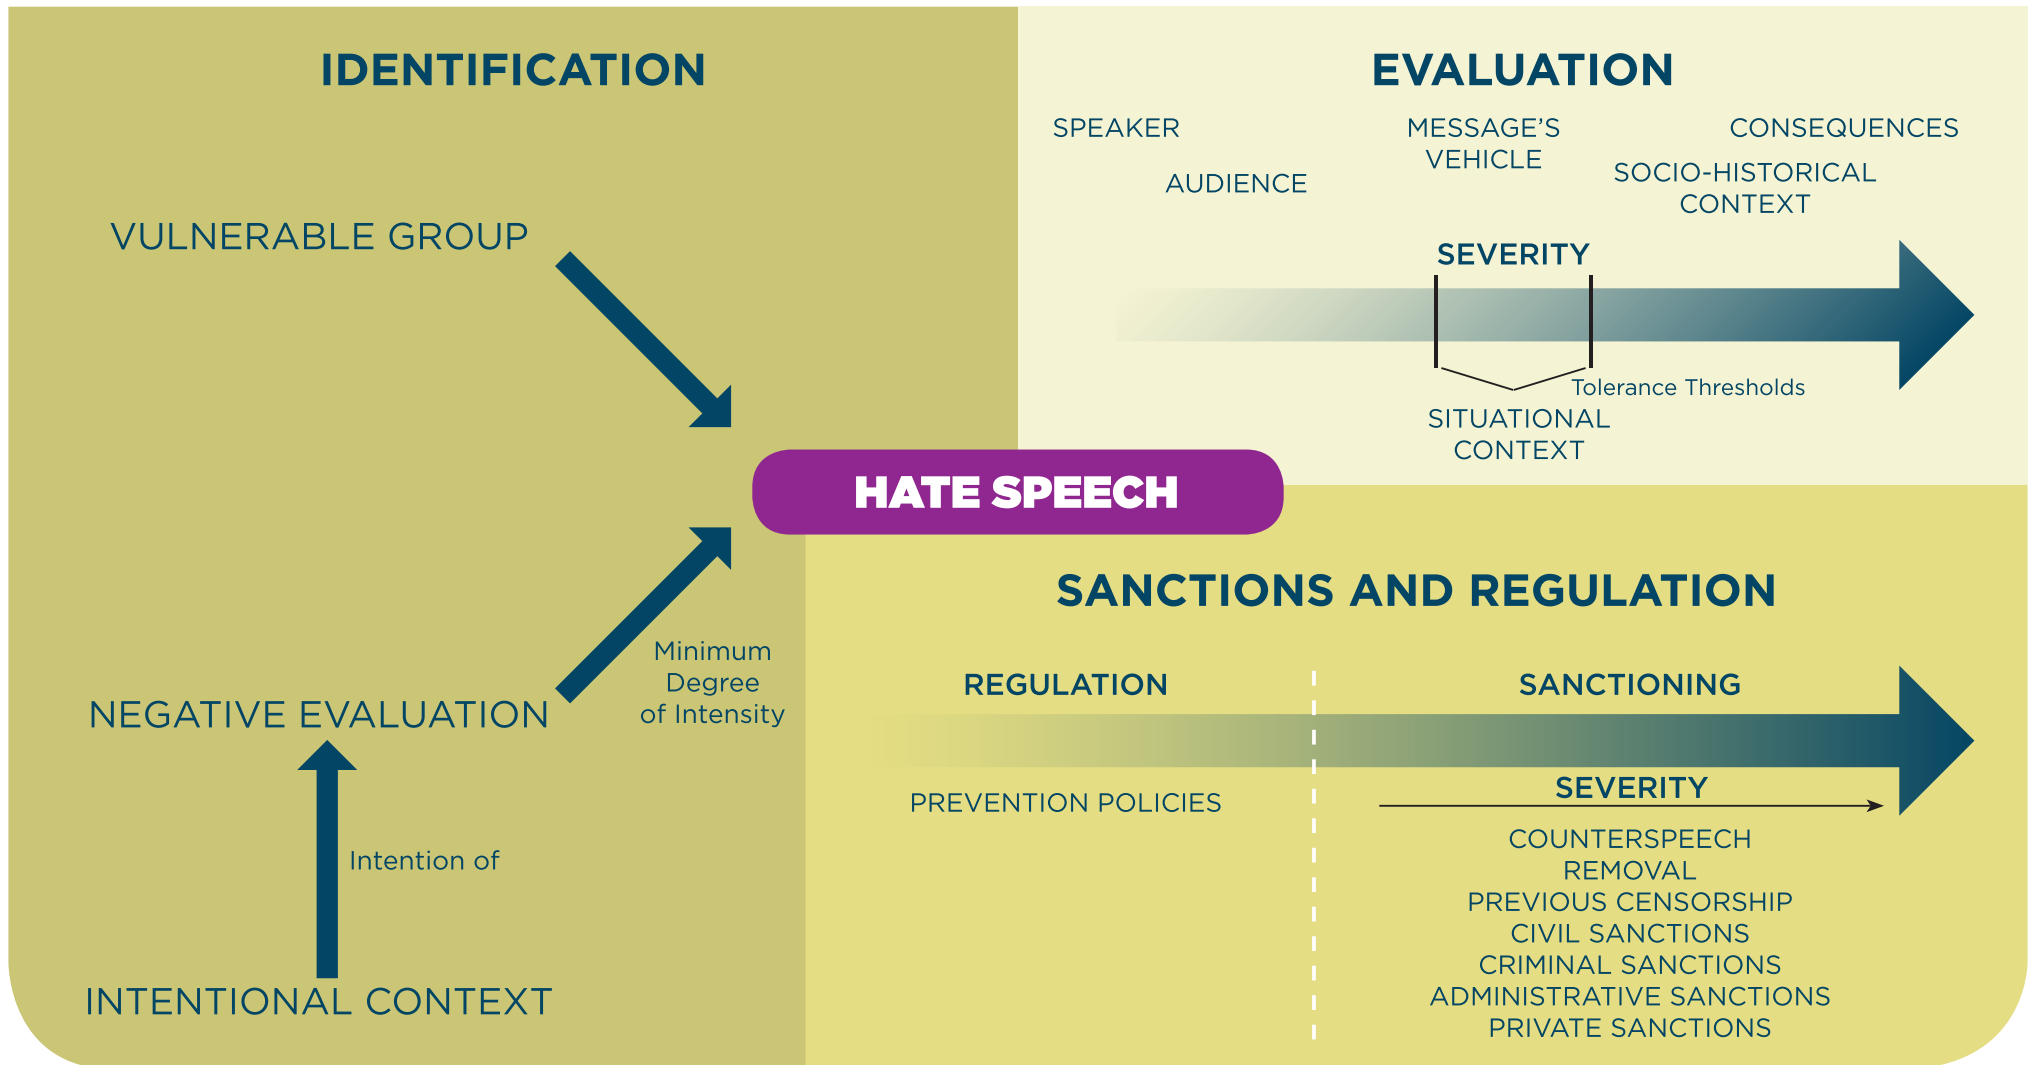 IDENTIFICATION
VULNERABLE GROUP
NEGATIVE EVALUATION
Minimum
Degree
of Intensity
Intention of
INTENTIONAL CONTEXT
HATE SPEECH
EVALUATION
SPEAKER
AUDIENCE
MESSAGE’S
VEHICLE
CONSEQUENCES
SOCIO-HISTORICAL
CONTEXT
SEVERITY
Tolerance Thresholds
SITUATIONAL
CONTEXT
SANCTIONS AND REGULATION
REGULATION
PREVENTION POLICIES
SANCTIONING
SEVERITY
COUNTERSPEECH
REMOVAL
PREVIOUS CENSORSHIP
CIVIL SANCTIONS
CRIMINAL SANCTIONS
ADMINISTRATIVE SANCTIONS
PRIVATE SANCTIONS